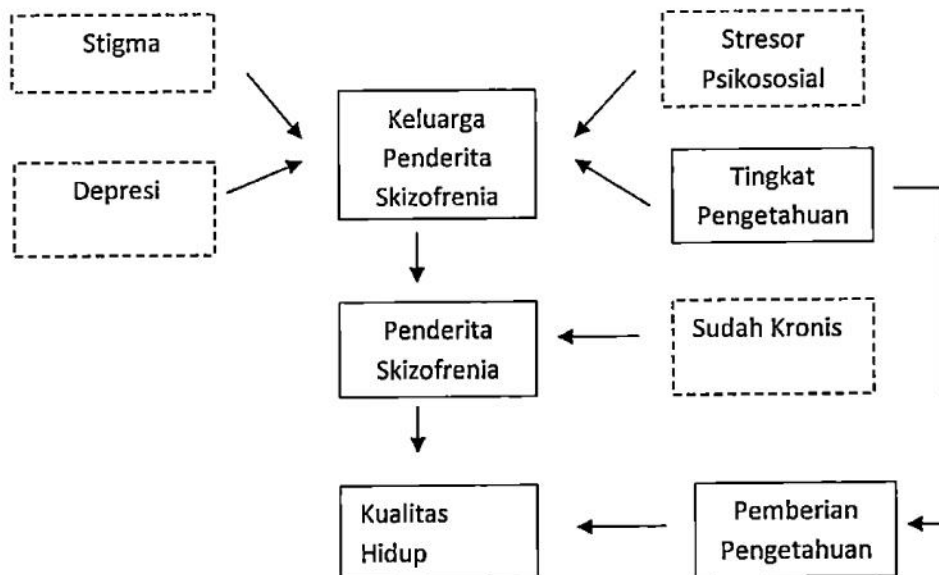 Stigma
Stresor
Psikososial
Keluarga
Penderita
Skizofrenia
Depresi
Tingkat
Pengetahuan
Penderita
Skizofrenia
Sudah Kronis
Kualitas
Hidup
Pemberian
Pengetahuan